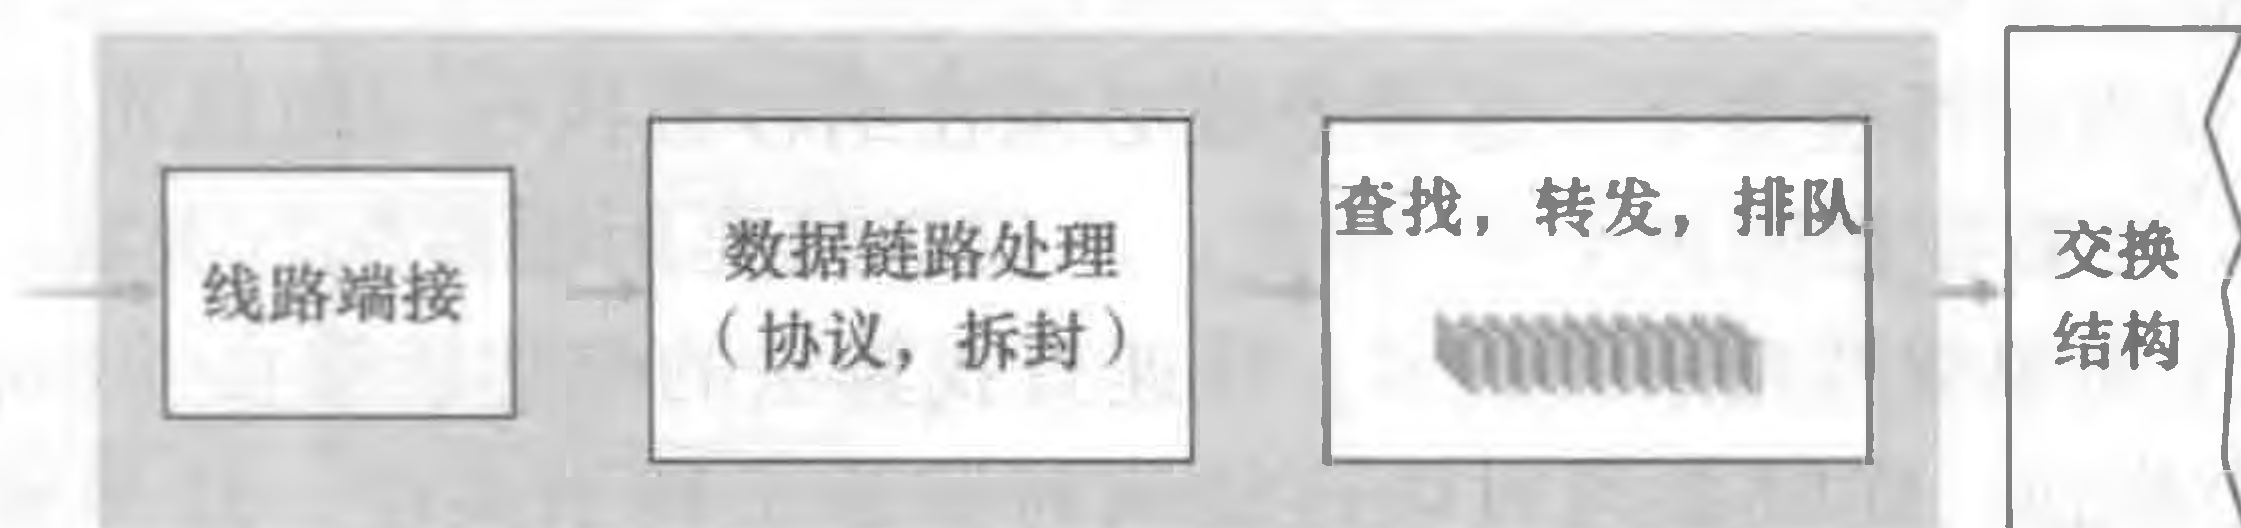 线路端接
数据链路处理
（协议，拆封）
查找，转发，排队
交换
结构